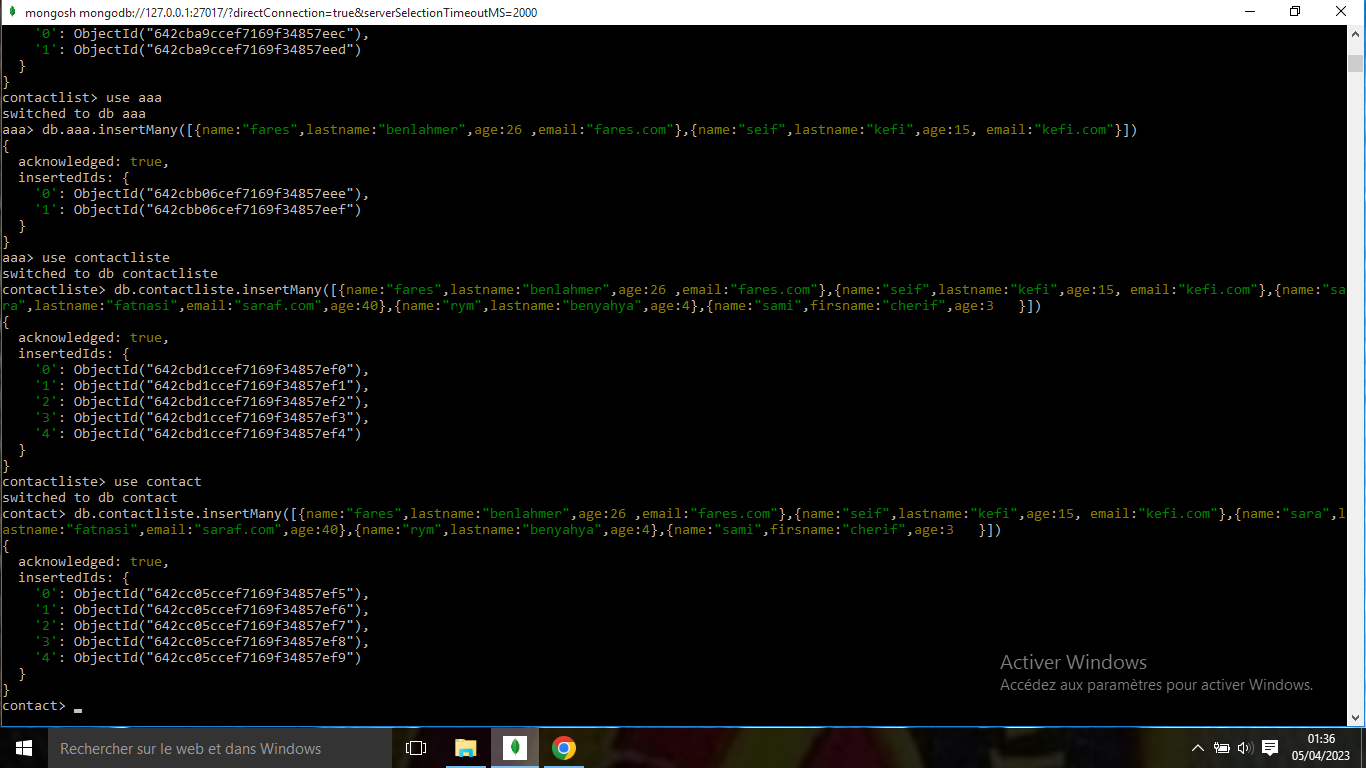 mongosh mongodb://127.0.0.1:27017/?directConnection=true&serverSelectionTimeoutMS=2000
'0': ObjectId("642cba9ccef7169f34857eec"),
'1': ObjectId("642cba9ccef7169f34857eed")
}
}
contactlist> use aaa
switched to db aaa
aaa> db.aaa.insertMany([{name:"fares",lastname:"benlahmer",age:26 ,email:"fares.com"},{name:"seif",lastname:"kefi",age:15, email:"kefi.com"}])
{
acknowledged: true,
insertedIds: {
'0': ObjectId("642cbb06cef7169f34857eee"),
'1': ObjectId("642cbb06cef7169f34857eef")
}
}
aaa> use contactliste
switched to db contactliste
contactliste> db.contactliste.insertMany([{name:"fares",lastname:"benlahmer",age:26 ,email:"fares.com"},{name:"seif",lastname:"kefi",age:15, email:"kefi.com"},{name:"sa
ra",lastname:"fatnasi",email:"saraf.com",age:40},{name:"rym",lastname:"benyahya",age:4},{name:"sami",firsname:"cherif",age:3   }])
{
acknowledged: true,
insertedIds: {
'0': ObjectId("642cbd1ccef7169f34857ef0"),
'1': ObjectId("642cbd1ccef7169f34857ef1"),
'2': ObjectId("642cbd1ccef7169f34857ef2"),
'3': ObjectId("642cbd1ccef7169f34857ef3"),
'4': ObjectId("642cbd1ccef7169f34857ef4")
}
}
contactliste> use contact
switched to db contact
contact> db.contactliste.insertMany([{name:"fares",lastname:"benlahmer",age:26 ,email:"fares.com"},{name:"seif",lastname:"kefi",age:15, email:"kefi.com"},{name:"sara",l
astname:"fatnasi",email:"saraf.com",age:40},{name:"rym",lastname:"benyahya",age:4},{name:"sami",firsname:"cherif",age:3   }])
{
acknowledged: true,
insertedIds: {
'0': ObjectId("642cc05ccef7169f34857ef5"),
'1': ObjectId("642cc05ccef7169f34857ef6"),
'2': ObjectId("642cc05ccef7169f34857ef7"),
'3': ObjectId("642cc05ccef7169f34857ef8"),
'4': ObjectId("642cc05ccef7169f34857ef9")
}
}
contact> _
Activer Windows
Accédez aux paramètres pour activer Windows.
Rechercher sur le web et dans Windows
01:36
05/04/2023